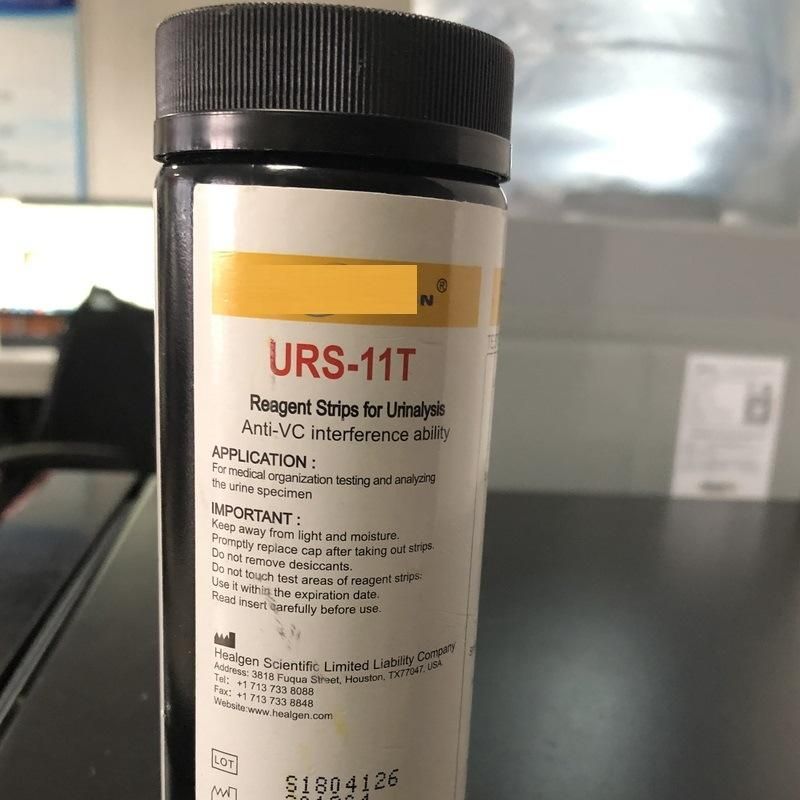 N®
URS-11T
Reagent Strips for Urinalysis
Anti-VC interference ability
APPLICATION :
For medical organization testing and analyzing
the urine specimen
IMPORTANT :
Keep away from light and moisture.
Promptly replace cap after taking out strips.
Do not remove desiccants.
Do not touch test areas of reagent strips.
Use it within the expiration date.
Read insert carefully before use.
Healgen Scientific Limited Liability Company
Address: 3818 Fuqua Street, Houston, TX77047, USA.
Tel: +1 713 733 8088
Fax: +1 713 733 8848
Website:www.healgen.com
LOT
S1804126